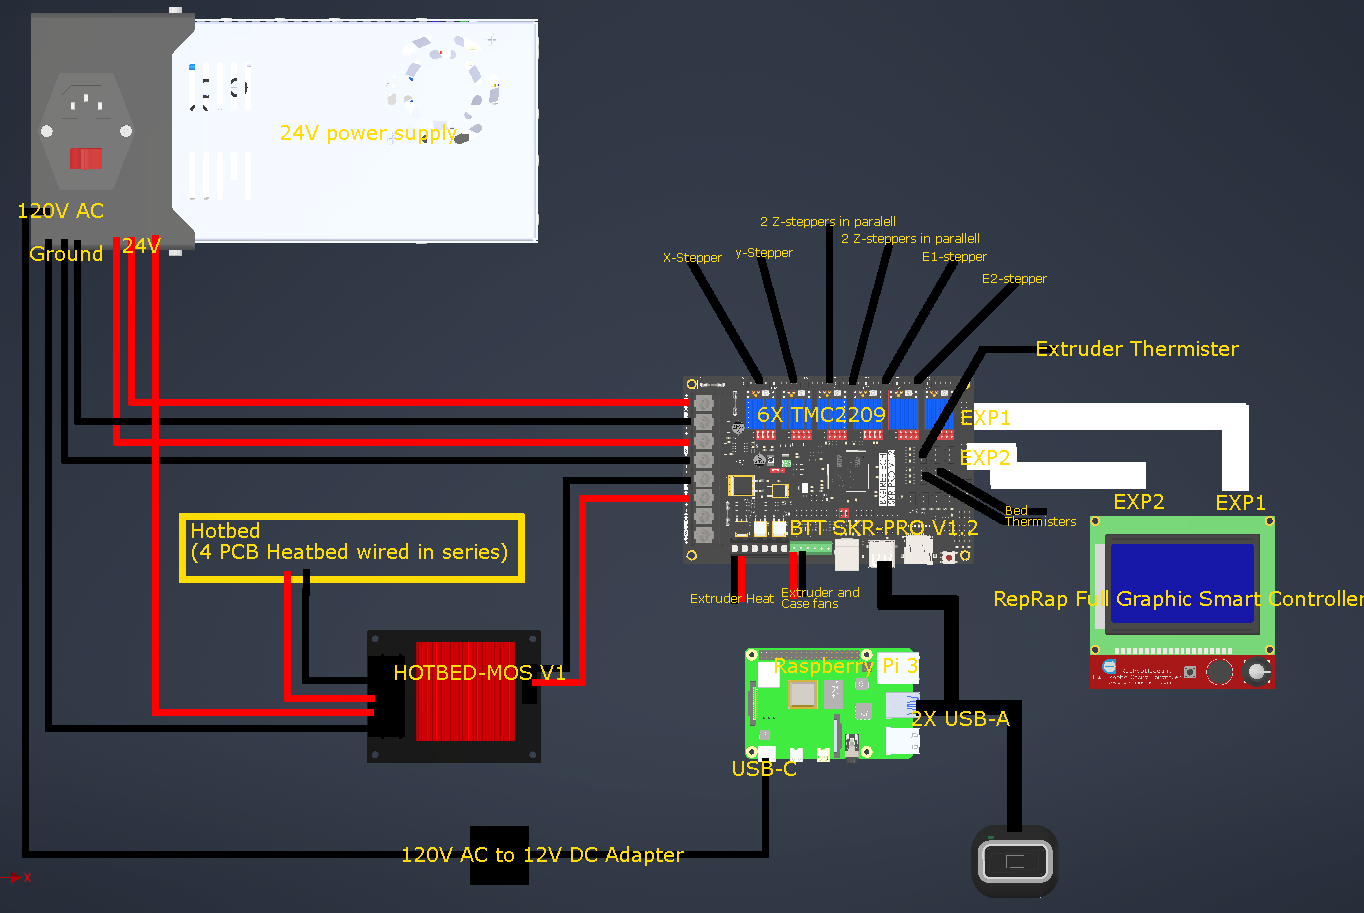 24V power supply
120V AC
Ground
24V
2 Z-steppers in paralell
2 Z-steppers in parallell
X-Stepper
y-Stepper
E1-stepper
E2-stepper
Extruder Thermister
6X TMC2209
EXP1
EXP2
EXP2
EXP1
Bed
Thermisters
BTT SKR-PRO V1.2
Hotbed
(4 PCB Heatbed wired in series)
Extruder Heat
Extruder and
Case fans
RepRap Full Graphic Smart Controller
HOTBED-MOS V1
Raspberry Pi 3
2X USB-A
USB-C
120V AC to 12V DC Adapter
X